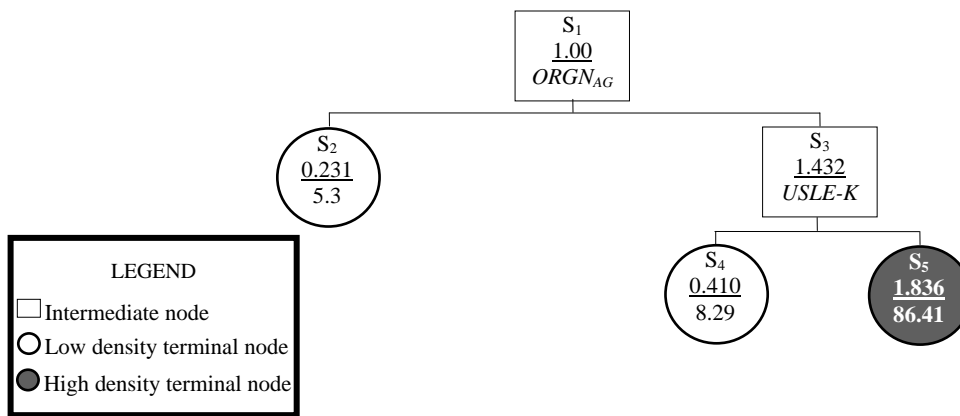 S₁
1.00
ORGN_AG
S₂
0.231
5.3
S₃
1.432
USLE-K
S₄
0.410
8.29
S₅
1.836
86.41
LEGEND
Intermediate node
Low density terminal node
High density terminal node